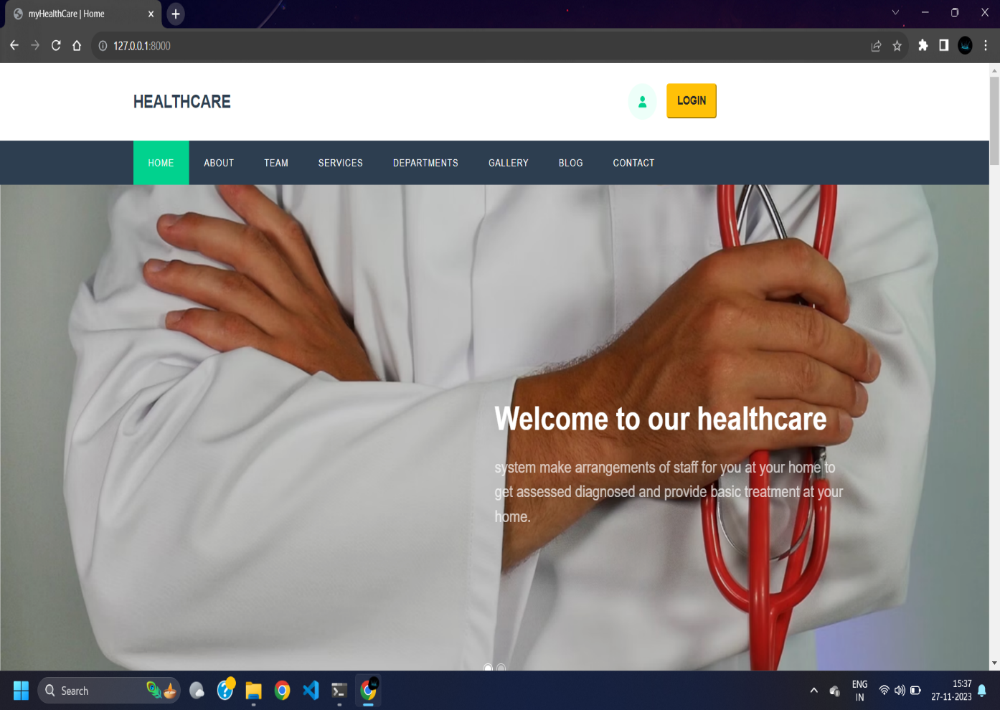 myHealthCare | Home
127.0.0.1:8000
HEALTHCARE
LOGIN
HOME ABOUT TEAM SERVICES DEPARTMENTS GALLERY BLOG CONTACT
Welcome to our healthcare
system make arrangements of staff for you at your home to
get assessed diagnosed and provide basic treatment at your
home.
Search
ENG
IN
15:37
27-11-2023